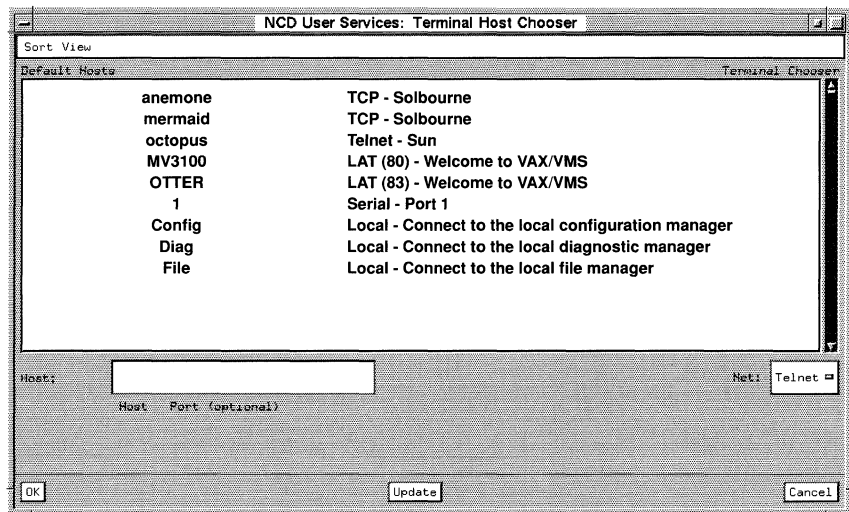 NCD User Services: Terminal Host Chooser
Sort View
Default Hosts Terminal Chooser
anemone TCP - Solbourne
mermaid TCP - Solbourne
octopus Telnet - Sun
MV3100 LAT (80) - Welcome to VAX/VMS
OTTER LAT (83) - Welcome to VAX/VMS
1 Serial - Port 1
Config Local - Connect to the local configuration manager
Diag Local - Connect to the local diagnostic manager
File Local - Connect to the local file manager
Host: Net: Telnet
Host Port (optional)
OK Update Cancel